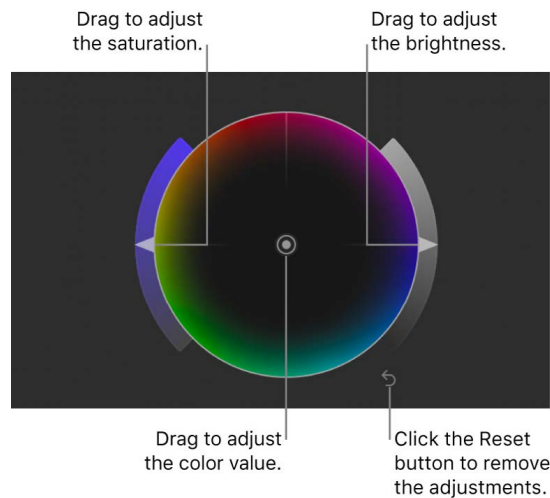 Drag to adjust
the saturation.
Drag to adjust
the brightness.
Drag to adjust
the color value.
Click the Reset
button to remove
the adjustments.